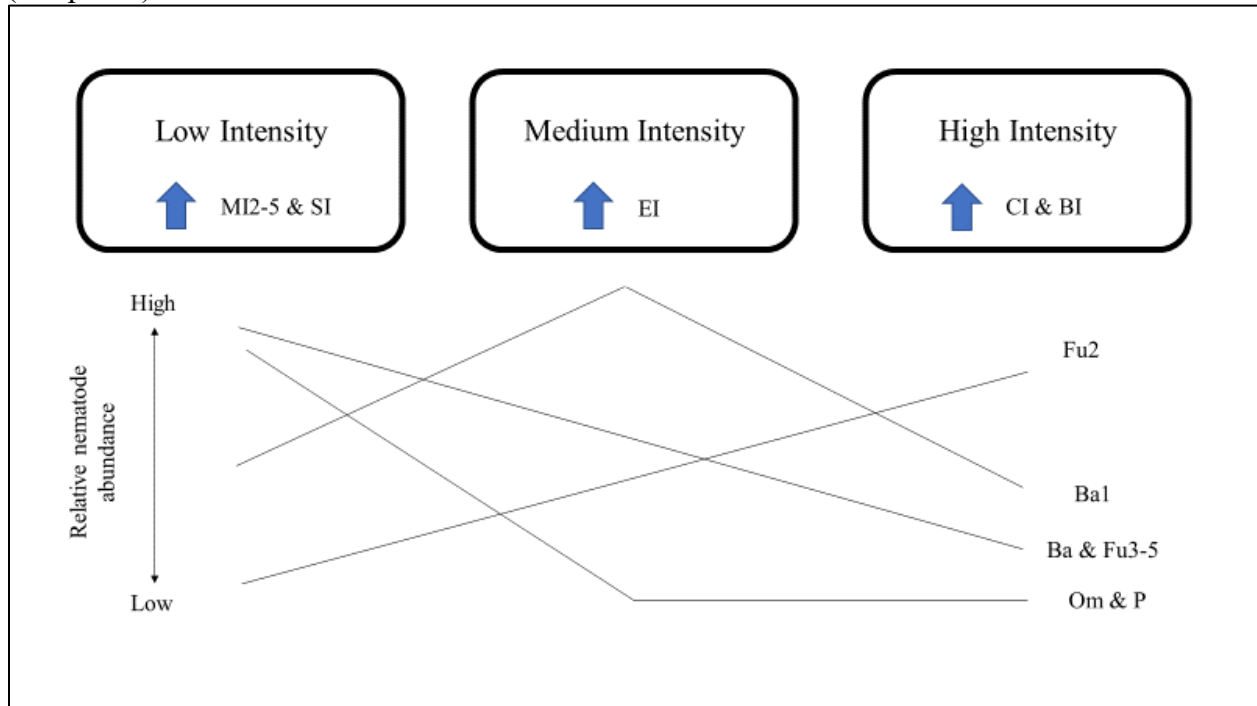 Low Intensity
MI2-5 & SI
Medium Intensity
EI
High Intensity
CI & BI
High
Relative nematode
abundance
Low
Fu2
Ba1
Ba & Fu3-5
Om & P